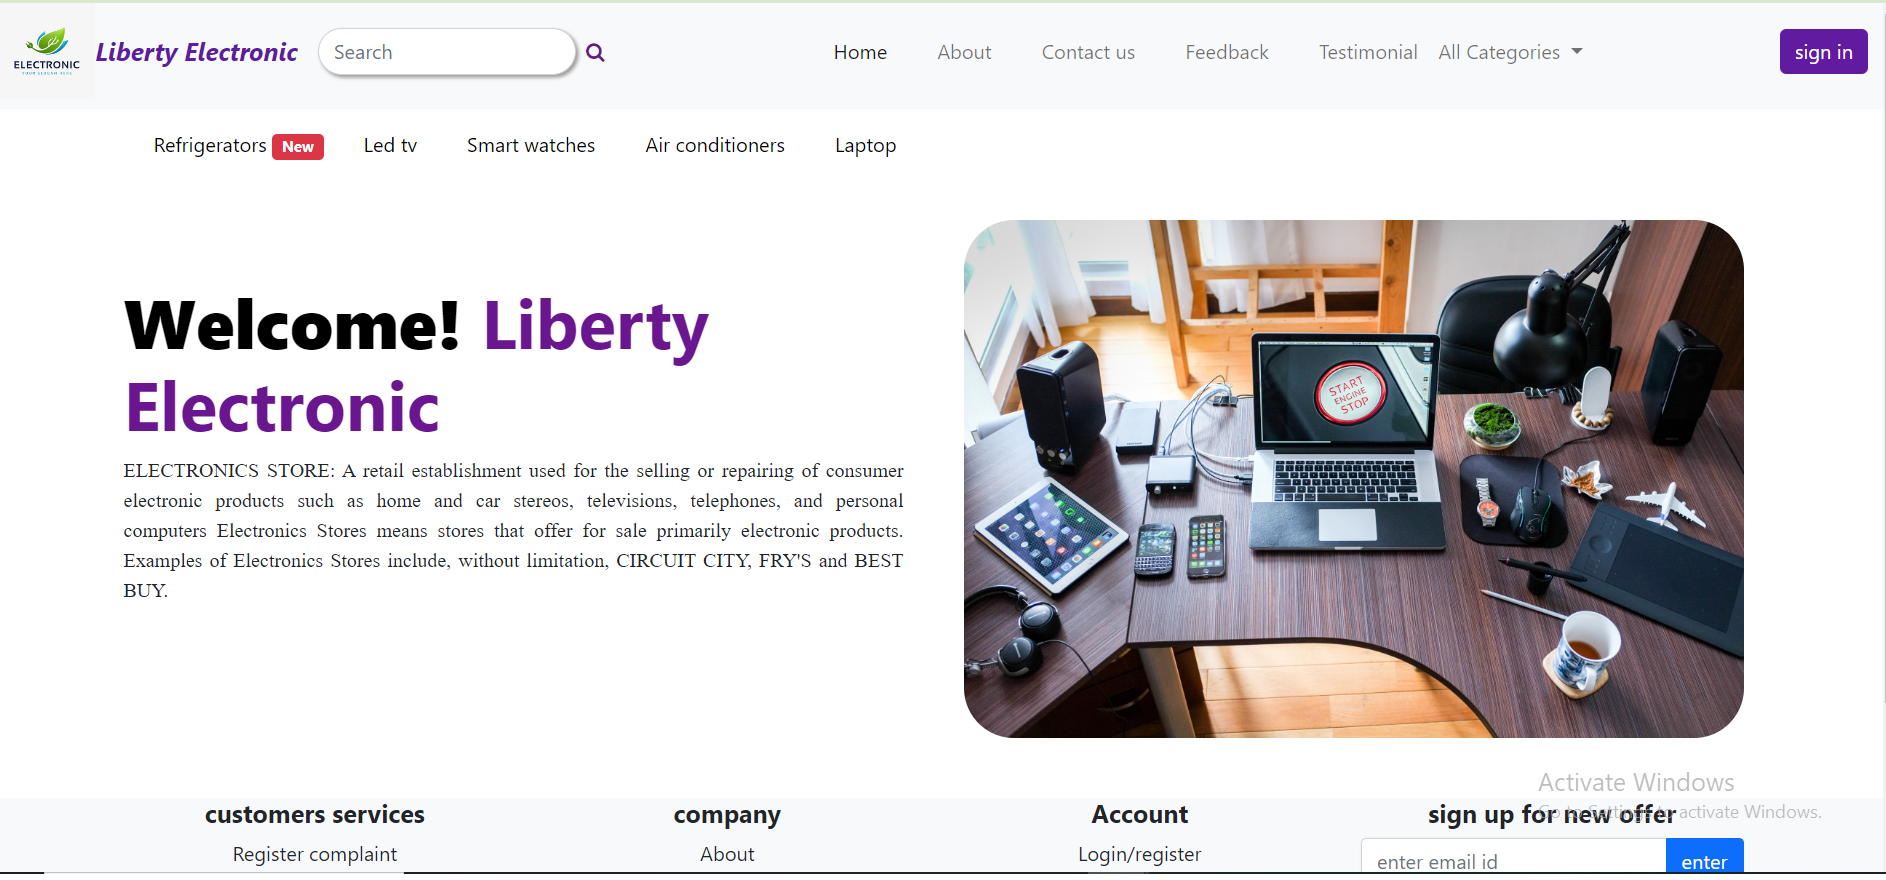 ELECTRONIC
Liberty Electronic
Search
Home
About
Contact us
Feedback
Testimonial
All Categories
sign in
Refrigerators New
Led tv
Smart watches
Air conditioners
Laptop
Welcome! Liberty
Electronic
ELECTRONICS STORE: A retail establishment used for the selling or repairing of consumer
electronic products such as home and car stereos, televisions, telephones, and personal
computers Electronics Stores means stores that offer for sale primarily electronic products.
Examples of Electronics Stores include, without limitation, CIRCUIT CITY, FRY'S and BEST
BUY.
START
ENGINE
STOP
Activate Windows
Go to Settings to activate Windows.
customers services
Register complaint
company
About
Account
Login/register
sign up for new offer
enter email id
enter